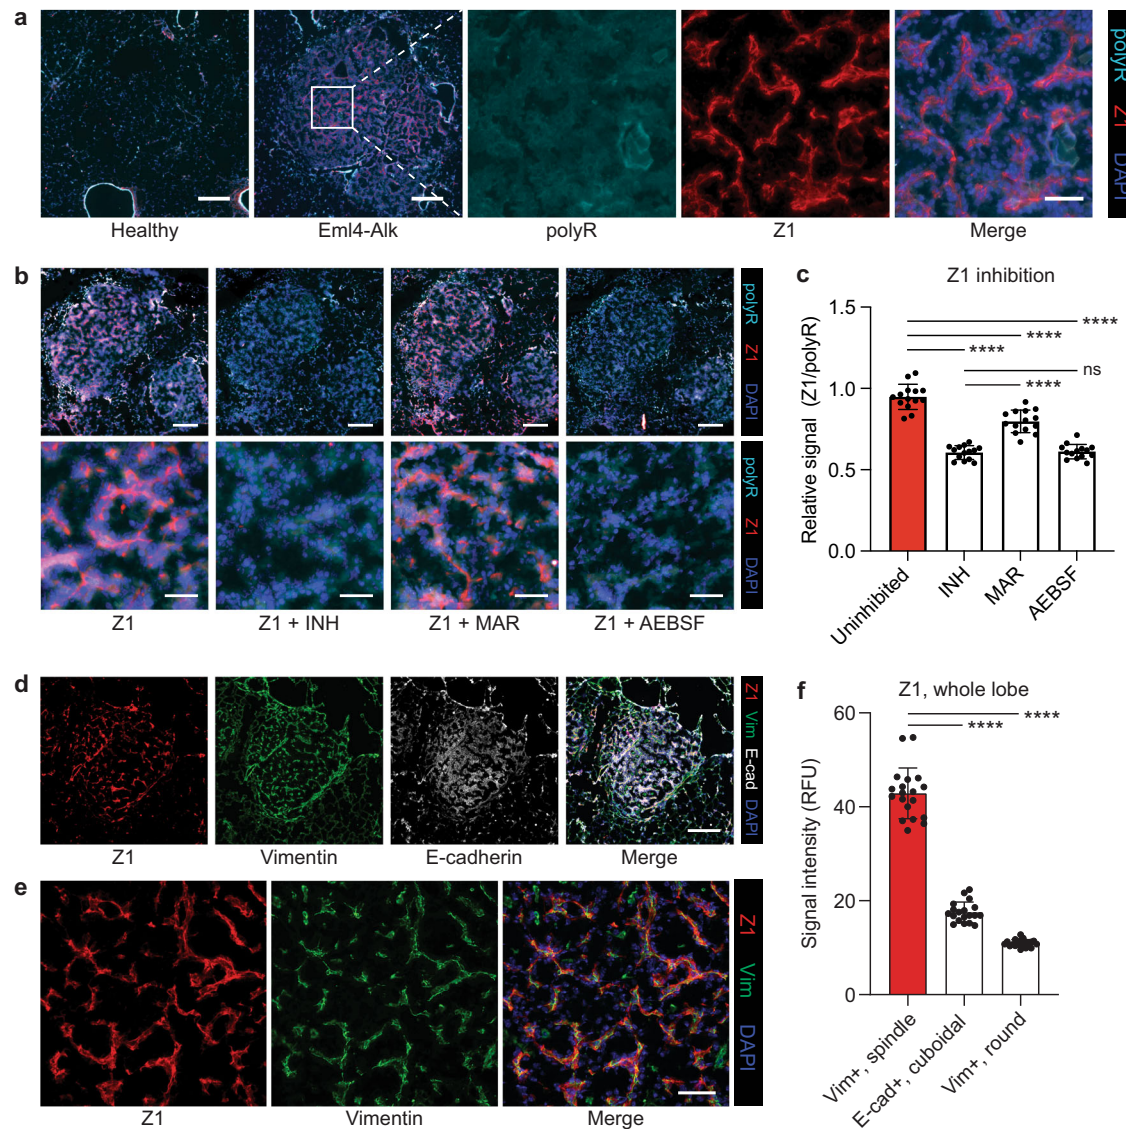 a
Healthy
Eml4-Alk
polyR
Z1
Merge
polyR Z1 DAPI
b
polyR Z1 DAPI
polyR Z1 DAPI
Z1
Z1 + INH
Z1 + MAR
Z1 + AEBSF
c
Z1 inhibition
Relative signal (Z1/polyR)
1.5
1.0
0.5
0.0
****
****
****
ns
****
Uninhibited
INH
MAR
AEBSF
d
Z1 Vim E-cad DAPI
Z1
Vimentin
E-cadherin
Merge
e
Z1 Vim DAPI
Z1
Vimentin
Merge
f
Z1, whole lobe
Signal intensity (RFU)
60
40
20
0
****
****
Vim+, spindle
E-cad+, cuboidal
Vim+, round